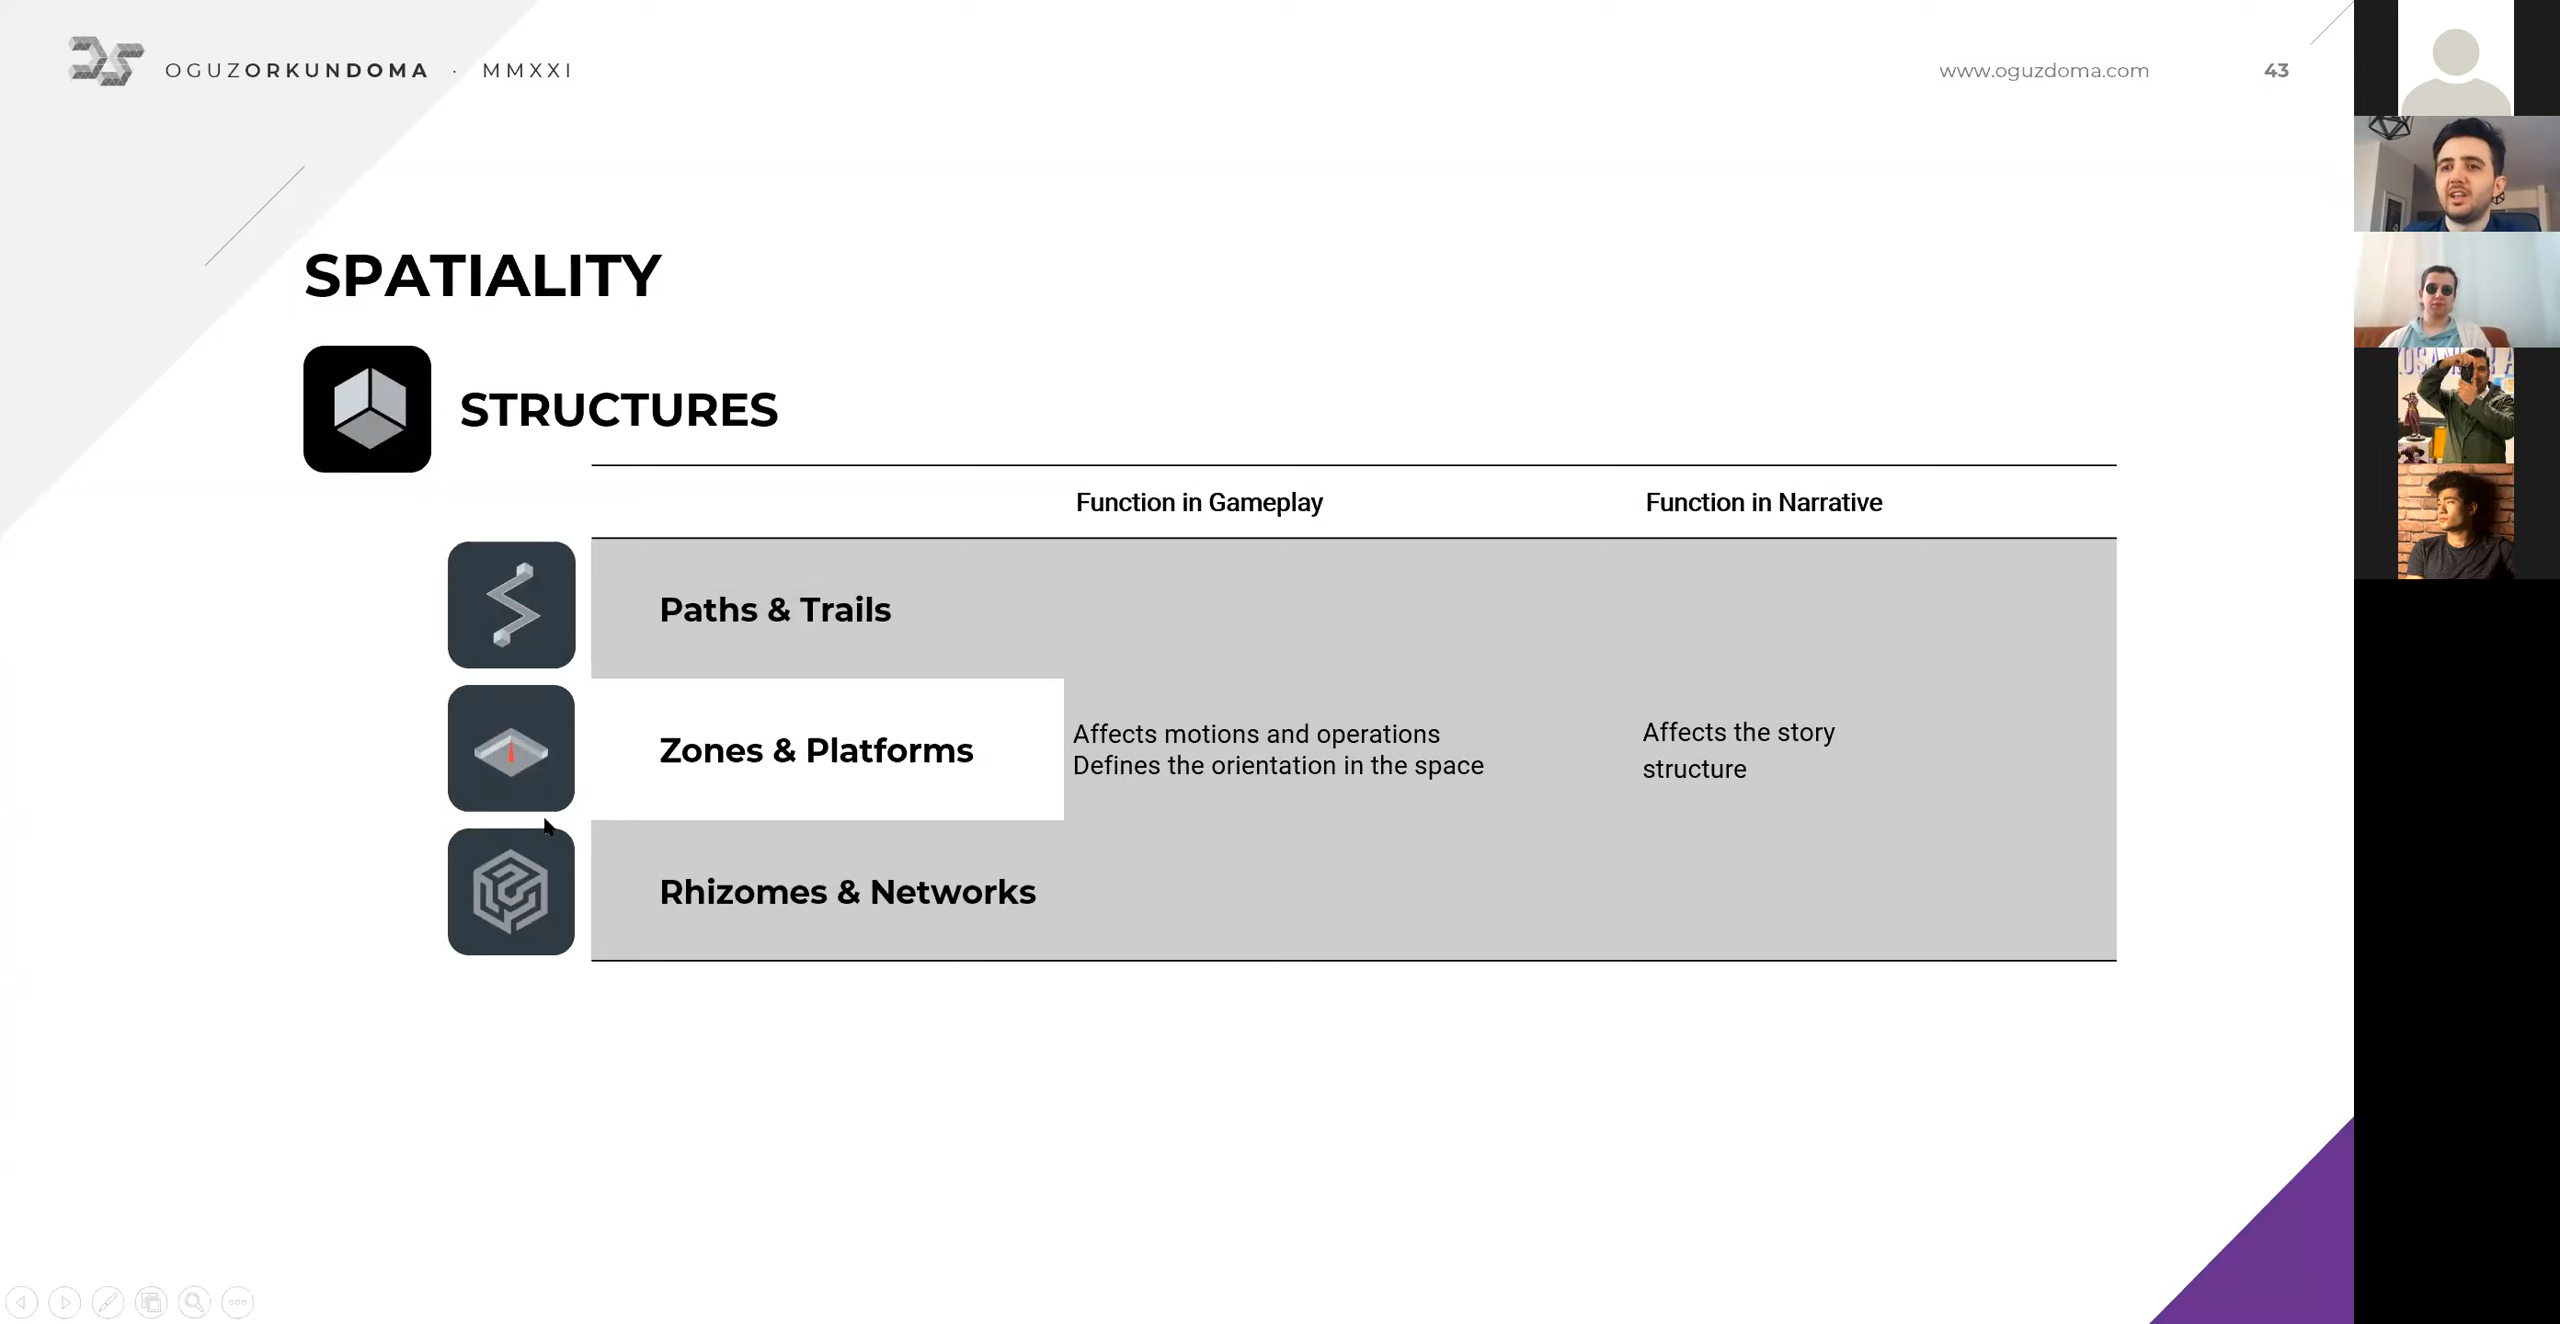 OGUZORKUNDOMA · MMXXI
www.oguzdoma.com
43
SPATIALITY
STRUCTURES
Function in Gameplay
Function in Narrative
Paths & Trails
Zones & Platforms
Affects motions and operations
Defines the orientation in the space
Affects the story
structure
Rhizomes & Networks